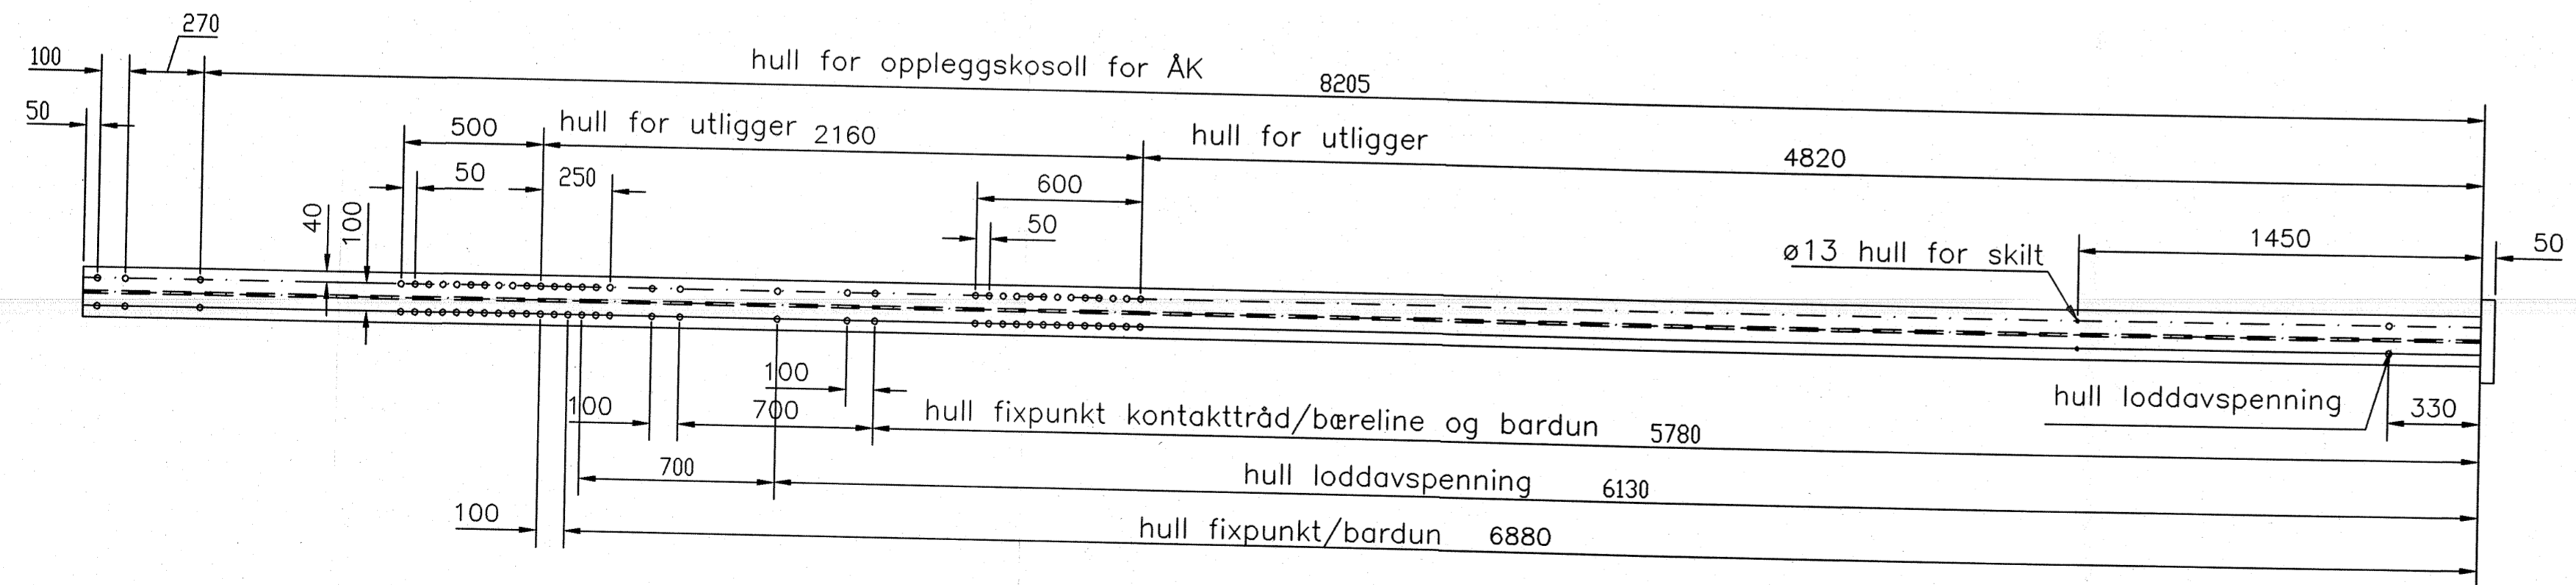 270
100
hull for oppleggskosoll for ÅK 8205
50
500 hull for utligger 2160 hull for utligger 4820
50 250 600
40 100 50
ø13 hull for skilt 1450 50
100
100 700 hull fixpunkt kontakttråd/bæreline og bardun 5780
hull loddavspenning 330
700 hull loddavspenning 6130
100 hull fixpunkt/bardun 6880